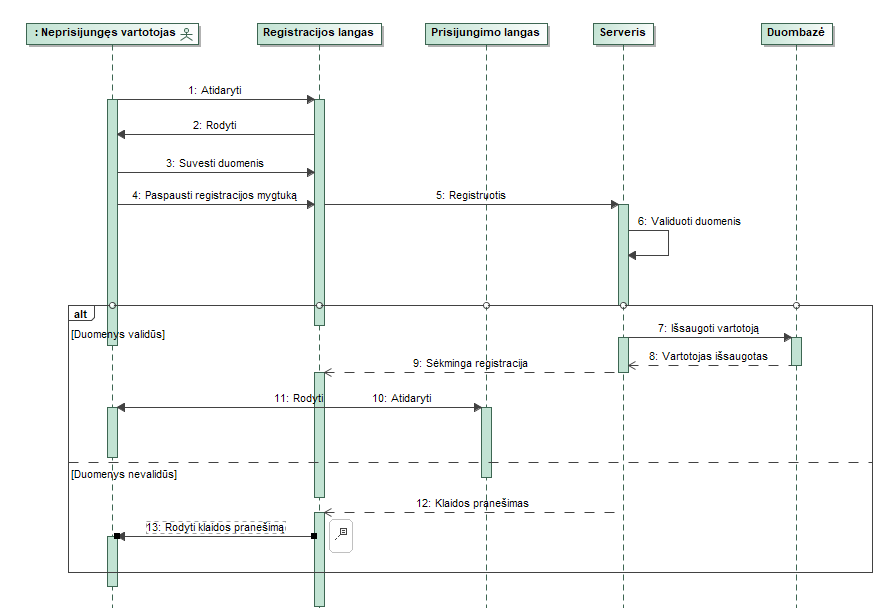 : Neprisijungęs vartotojas
Registracijos langas
Prisijungimo langas
Serveris
Duombazė
1: Atidaryti
2: Rodyti
3: Suvesti duomenis
4: Paspausti registracijos mygtuką
5: Registruotis
6: Validuoti duomenis
alt
[Duomenys validūs]
7: Išsaugoti vartotoją
8: Vartotojas išsaugotas
9: Sėkminga registracija
11: Rodyti
10: Atidaryti
[Duomenys nevalidūs]
12: Klaidos pranešimas
13: Rodyti klaidos pranešimą